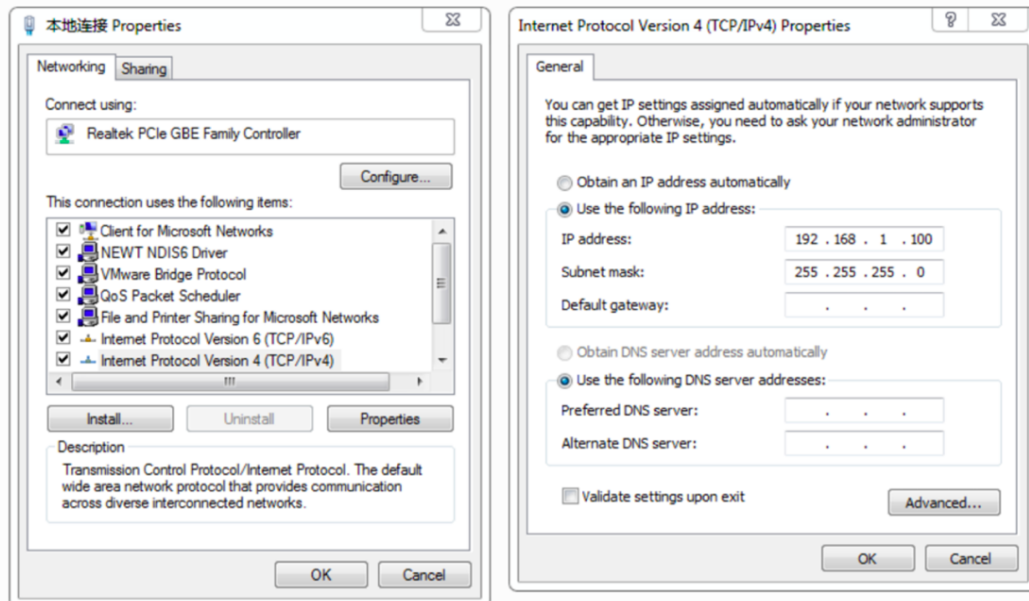 本地连接 Properties
Networking
Sharing
Connect using:
Realtek PCIe GBE Family Controller
Configure...
This connection uses the following items:
Client for Microsoft Networks
NEWT NDIS6 Driver
VMware Bridge Protocol
QoS Packet Scheduler
File and Printer Sharing for Microsoft Networks
Internet Protocol Version 6 (TCP/IPv6)
Internet Protocol Version 4 (TCP/IPv4)
Install...
Uninstall
Properties
Description
Transmission Control Protocol/Internet Protocol. The default
wide area network protocol that provides communication
across diverse interconnected networks.
OK
Cancel
Internet Protocol Version 4 (TCP/IPv4) Properties
General
You can get IP settings assigned automatically if your network supports
this capability. Otherwise, you need to ask your network administrator
for the appropriate IP settings.
Obtain an IP address automatically
Use the following IP address:
IP address: 192 . 168 . 1 . 100
Subnet mask: 255 . 255 . 255 . 0
Default gateway: . . .
Obtain DNS server address automatically
Use the following DNS server addresses:
Preferred DNS server: . . .
Alternate DNS server: . . .
Validate settings upon exit
Advanced...
OK
Cancel